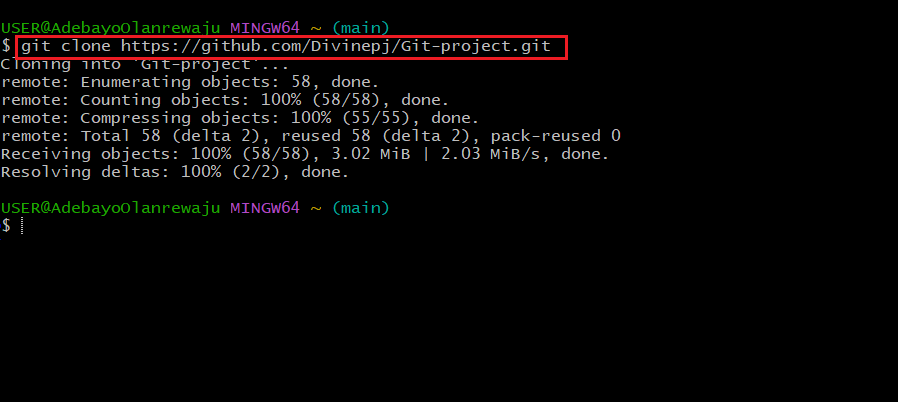 USER@AdebayoOlanrewaju MINGW64 ~ (main)
$ git clone https://github.com/Divinepj/Git-project.git
Cloning into 'Git-project'...
remote: Enumerating objects: 58, done.
remote: Counting objects: 100% (58/58), done.
remote: Compressing objects: 100% (55/55), done.
remote: Total 58 (delta 2), reused 58 (delta 2), pack-reused 0
Receiving objects: 100% (58/58), 3.02 MiB | 2.03 MiB/s, done.
Resolving deltas: 100% (2/2), done.
USER@AdebayoOlanrewaju MINGW64 ~ (main)
$